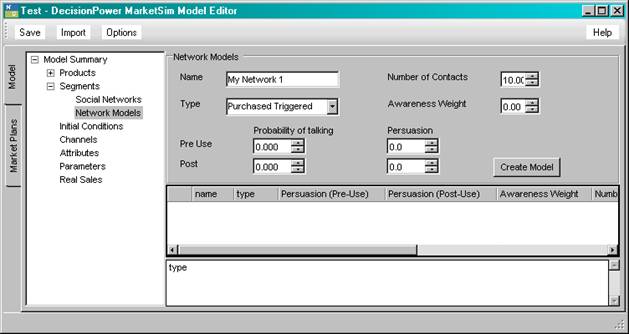 Test - DecisionPower MarketSim Model Editor
Save Import Options Help
Model
Market Plans
Model Summary
Products
Segments
Social Networks
Network Models
Initial Conditions
Channels
Attributes
Parameters
Real Sales
Network Models
Name My Network 1 Number of Contacts 10.00
Type Purchased Triggered Awareness Weight 0.00
Probability of talking Persuasion
Pre Use 0.000 0.0
Post 0.000 0.0 Create Model
name type Persuasion (Pre-Use) Persuasion (Post-Use) Awareness Weight Numb
type